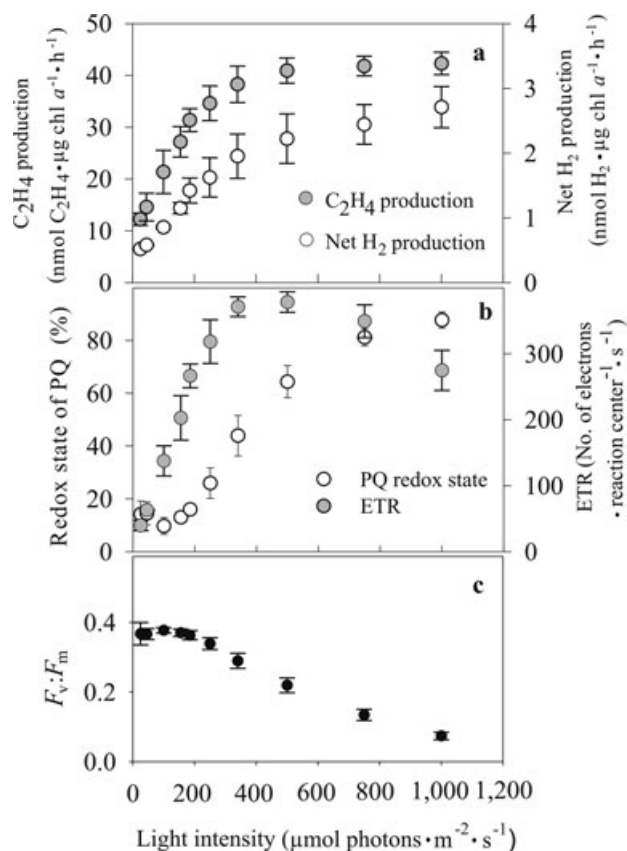 a
C₂H₄ production
(nmol C₂H₄·µg chl a⁻¹·h⁻¹)
50
40
30
20
10
0
Net H₂ production
(nmol H₂·µg chl a⁻¹·h⁻¹)
4
3
2
1
0
C₂H₄ production
Net H₂ production
b
Redox state of PQ (%)
80
60
40
20
0
ETR (No. of electrons
·reaction center⁻¹·s⁻¹)
300
200
100
0
PQ redox state
ETR
c
Fᵥ:Fₘ
0.4
0.2
0.0
0 200 400 600 800 1,000 1,200
Light intensity (µmol photons·m⁻²·s⁻¹)